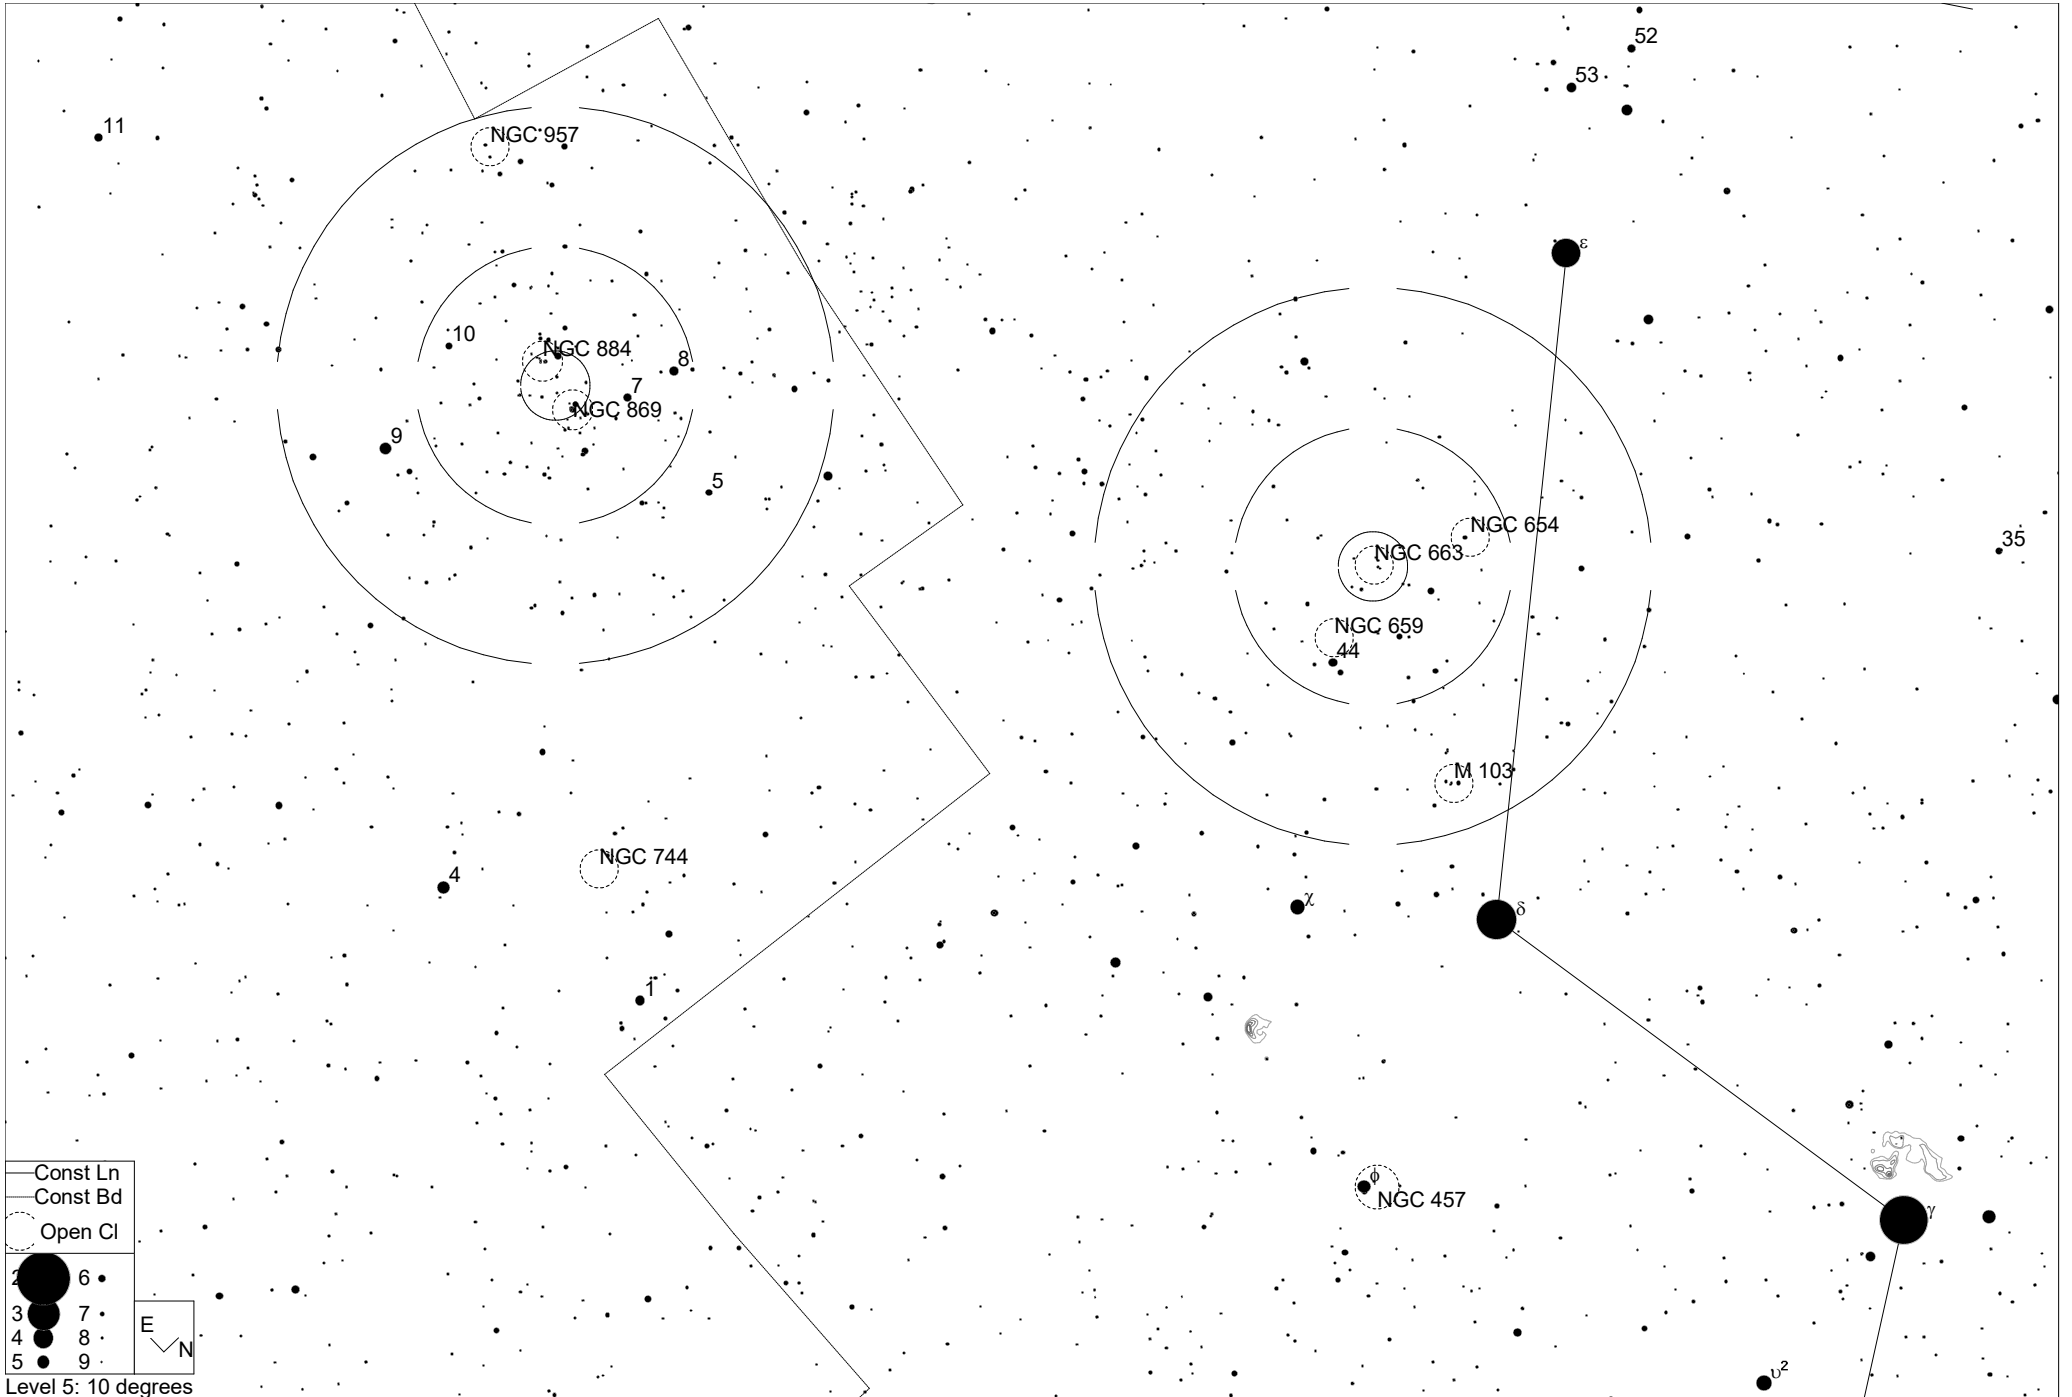 52
53
11
NGC 957
ε
10
NGC 884
8
7
NGC 869
9
5
NGC 654
35
NGC 663
NGC 659
44
M 103
NGC 744
4
χ
δ
1
φ
NGC 457
γ
Const Ln
Const Bd
Open Cl
2 6
3 7
4 8
5 9
E
N
υ²
Level 5: 10 degrees